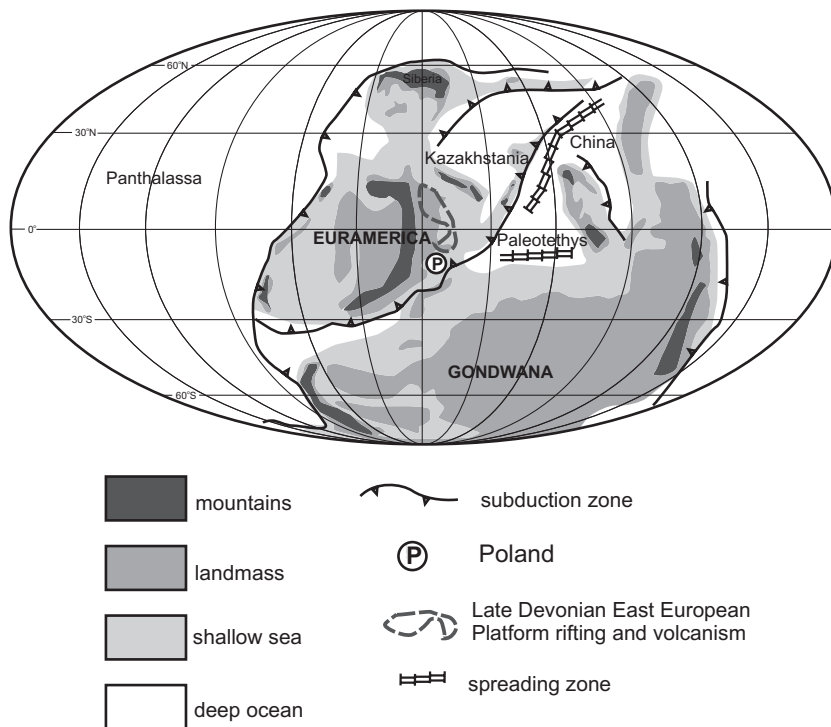 60°N
Siberia
30°N
Kazakhstania
China
Panthalassa
0°
EURAMERICA
Paleotethys
P
30°S
GONDWANA
60°S
mountains
subduction zone
landmass
P
Poland
shallow sea
Late Devonian East European
Platform rifting and volcanism
deep ocean
spreading zone